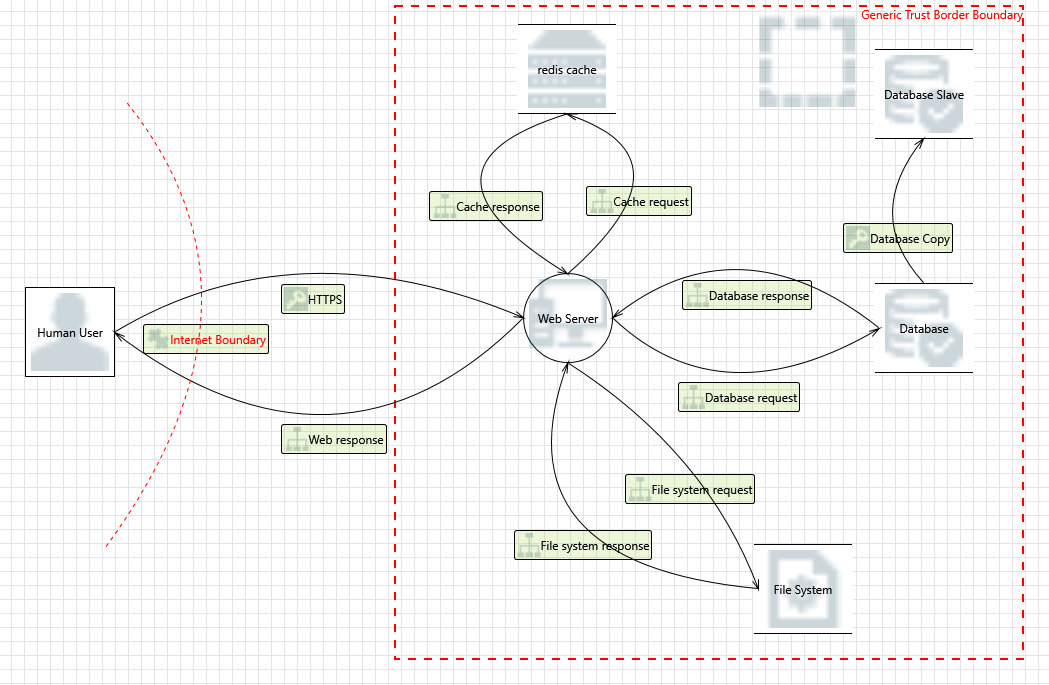 Generic Trust Border Boundary
redis cache
Database Slave
Cache response
Cache request
Database Copy
HTTPS
Database response
Human User
Internet Boundary
Web Server
Database
Database request
Web response
File system request
File system response
File System